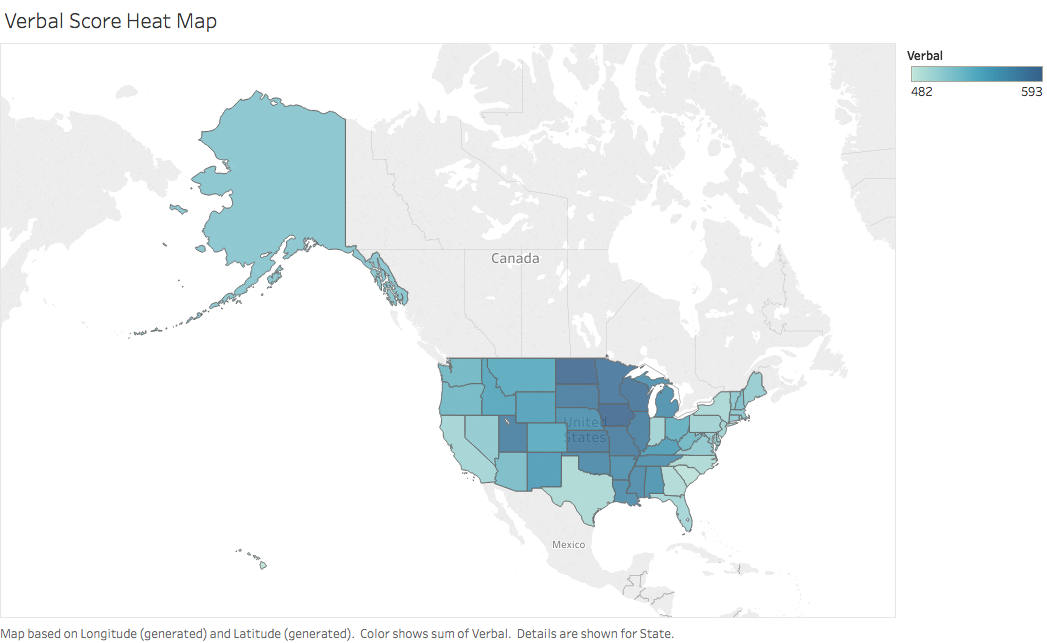 Verbal Score Heat Map
Verbal
482 593
Canada
United
States
Mexico
Map based on Longitude (generated) and Latitude (generated). Color shows sum of Verbal. Details are shown for State.